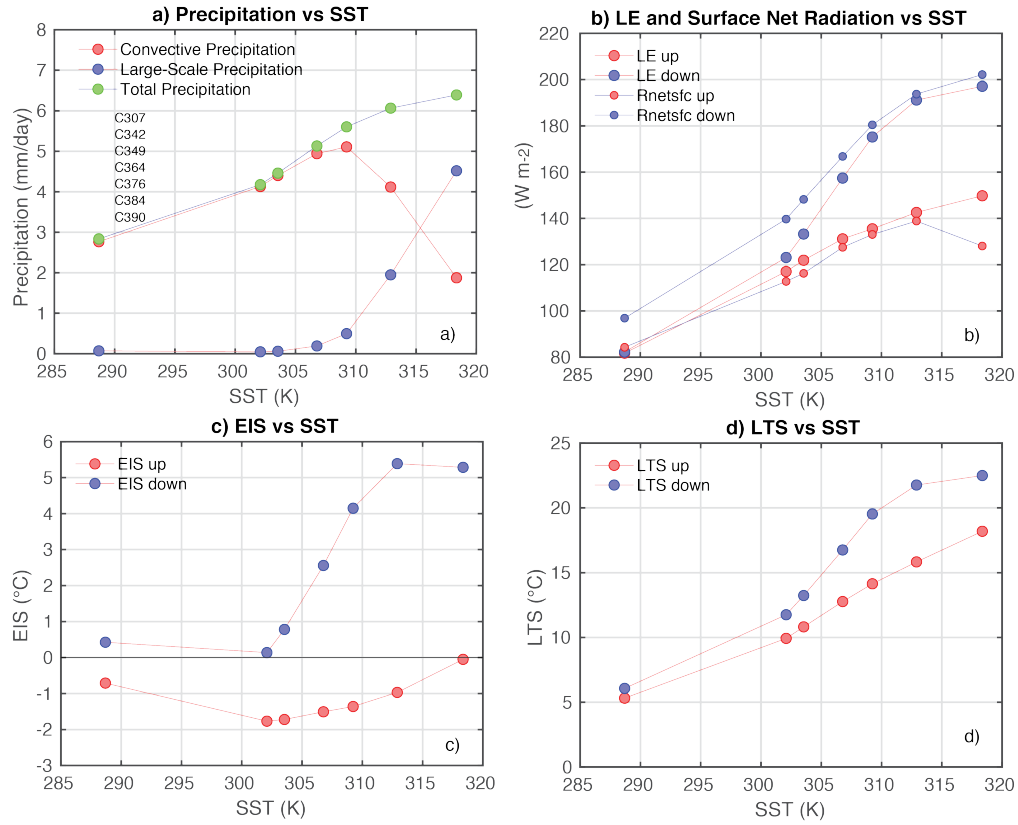 a) Precipitation vs SST
8
7
6
5
4
3
2
1
0
Precipitation (mm/day)
Convective Precipitation
Large-Scale Precipitation
Total Precipitation
C307
C342
C349
C364
C376
C384
C390
a)
285 290 295 300 305 310 315 320
SST (K)
b) LE and Surface Net Radiation vs SST
220
200
180
160
140
120
100
80
(W m-2)
LE up
LE down
Rnetsfc up
Rnetsfc down
b)
285 290 295 300 305 310 315 320
SST (K)
c) EIS vs SST
6
5
4
3
2
1
0
-1
-2
-3
EIS (°C)
EIS up
EIS down
c)
285 290 295 300 305 310 315 320
SST (K)
d) LTS vs SST
25
20
15
10
5
0
LTS (°C)
LTS up
LTS down
d)
285 290 295 300 305 310 315 320
SST (K)